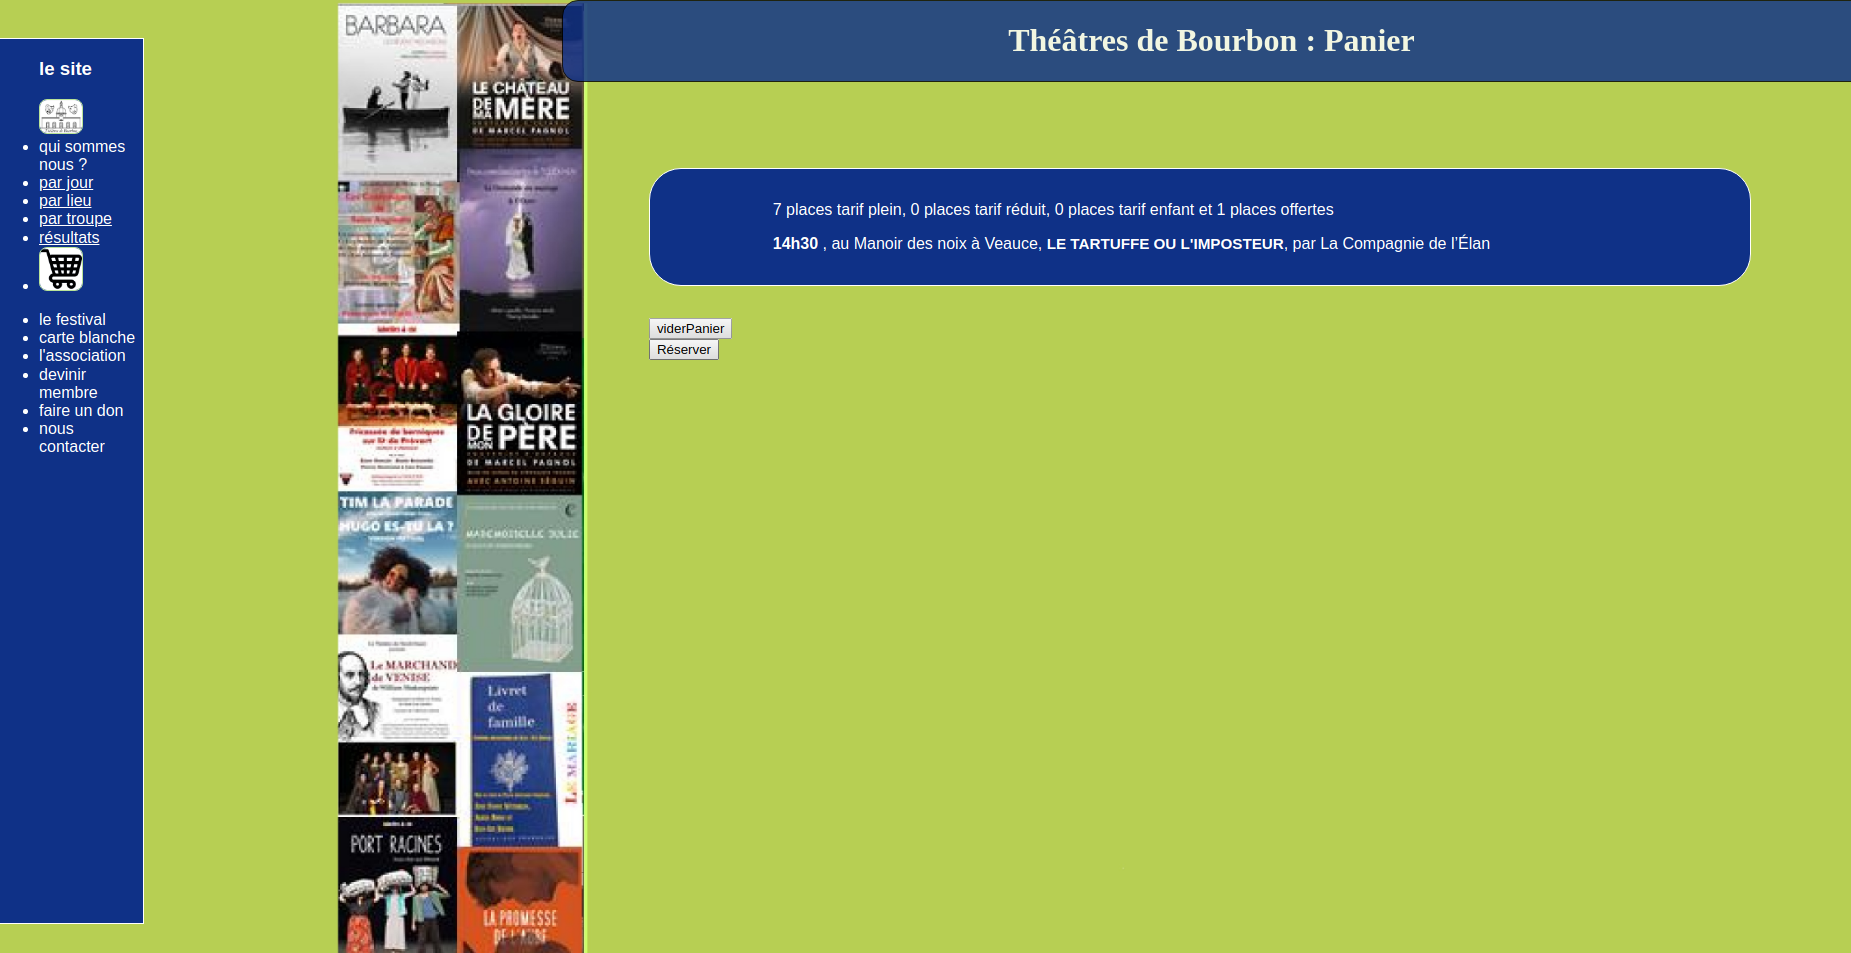 Théâtres de Bourbon : Panier
le site
qui sommes
nous ?
par jour
par lieu
par troupe
résultats
le festival
carte blanche
l'association
devinir
membre
faire un don
nous
contacter
7 places tarif plein, 0 places tarif réduit, 0 places tarif enfant et 1 places offertes
14h30 , au Manoir des noix à Veauce, LE TARTUFFE OU L'IMPOSTEUR, par La Compagnie de l’Élan
viderPanier
Réserver
BARBARA
LE CHÂTEAU
DE MA
MÈRE
DE MARCEL PAGNOL
LA GLOIRE
DE MON
PÈRE
DE MARCEL PAGNOL
AVEC ANTOINE SÉGUIN
TIM LA PARADE
HUGO ES-TU LA ?
MADEMOISELLE JULIE
Le MARCHAND
de VENISE
de William Shakespeare
Livret
de
famille
LE MARIAGE
PORT RACINES
LA PROMESSE
DE L'AUBE